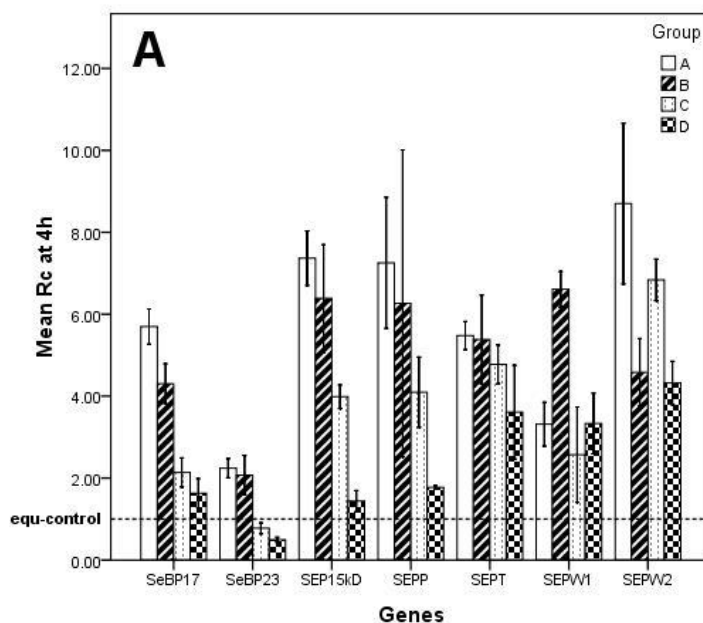 A
Group
A
B
C
D
12.00
10.00
8.00
6.00
4.00
2.00
equ-control
0.00
Mean Rc at 4h
SeBP17 SeBP23 SEP15kD SEPP SEPT SEPW1 SEPW2
Genes